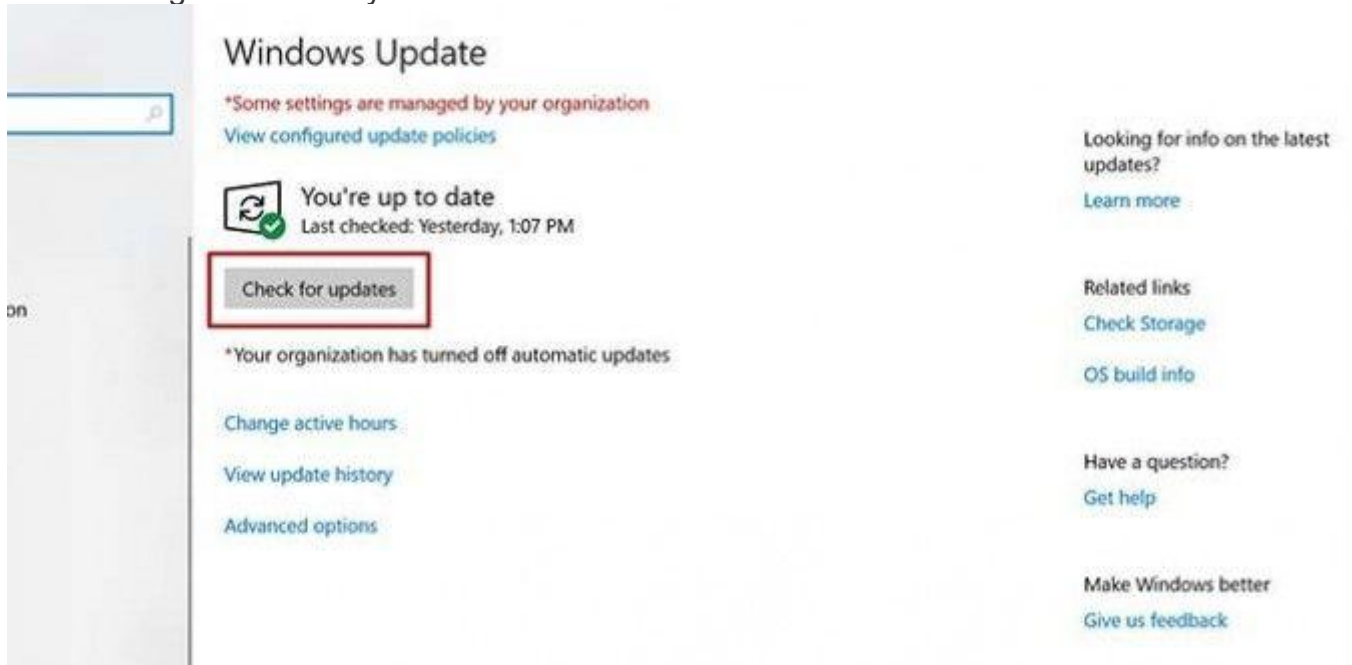 Windows Update
*Some settings are managed by your organization
View configured update policies
You're up to date
Last checked: Yesterday, 1:07 PM
Check for updates
*Your organization has turned off automatic updates
Change active hours
View update history
Advanced options
on
Looking for info on the latest
updates?
Learn more
Related links
Check Storage
OS build info
Have a question?
Get help
Make Windows better
Give us feedback